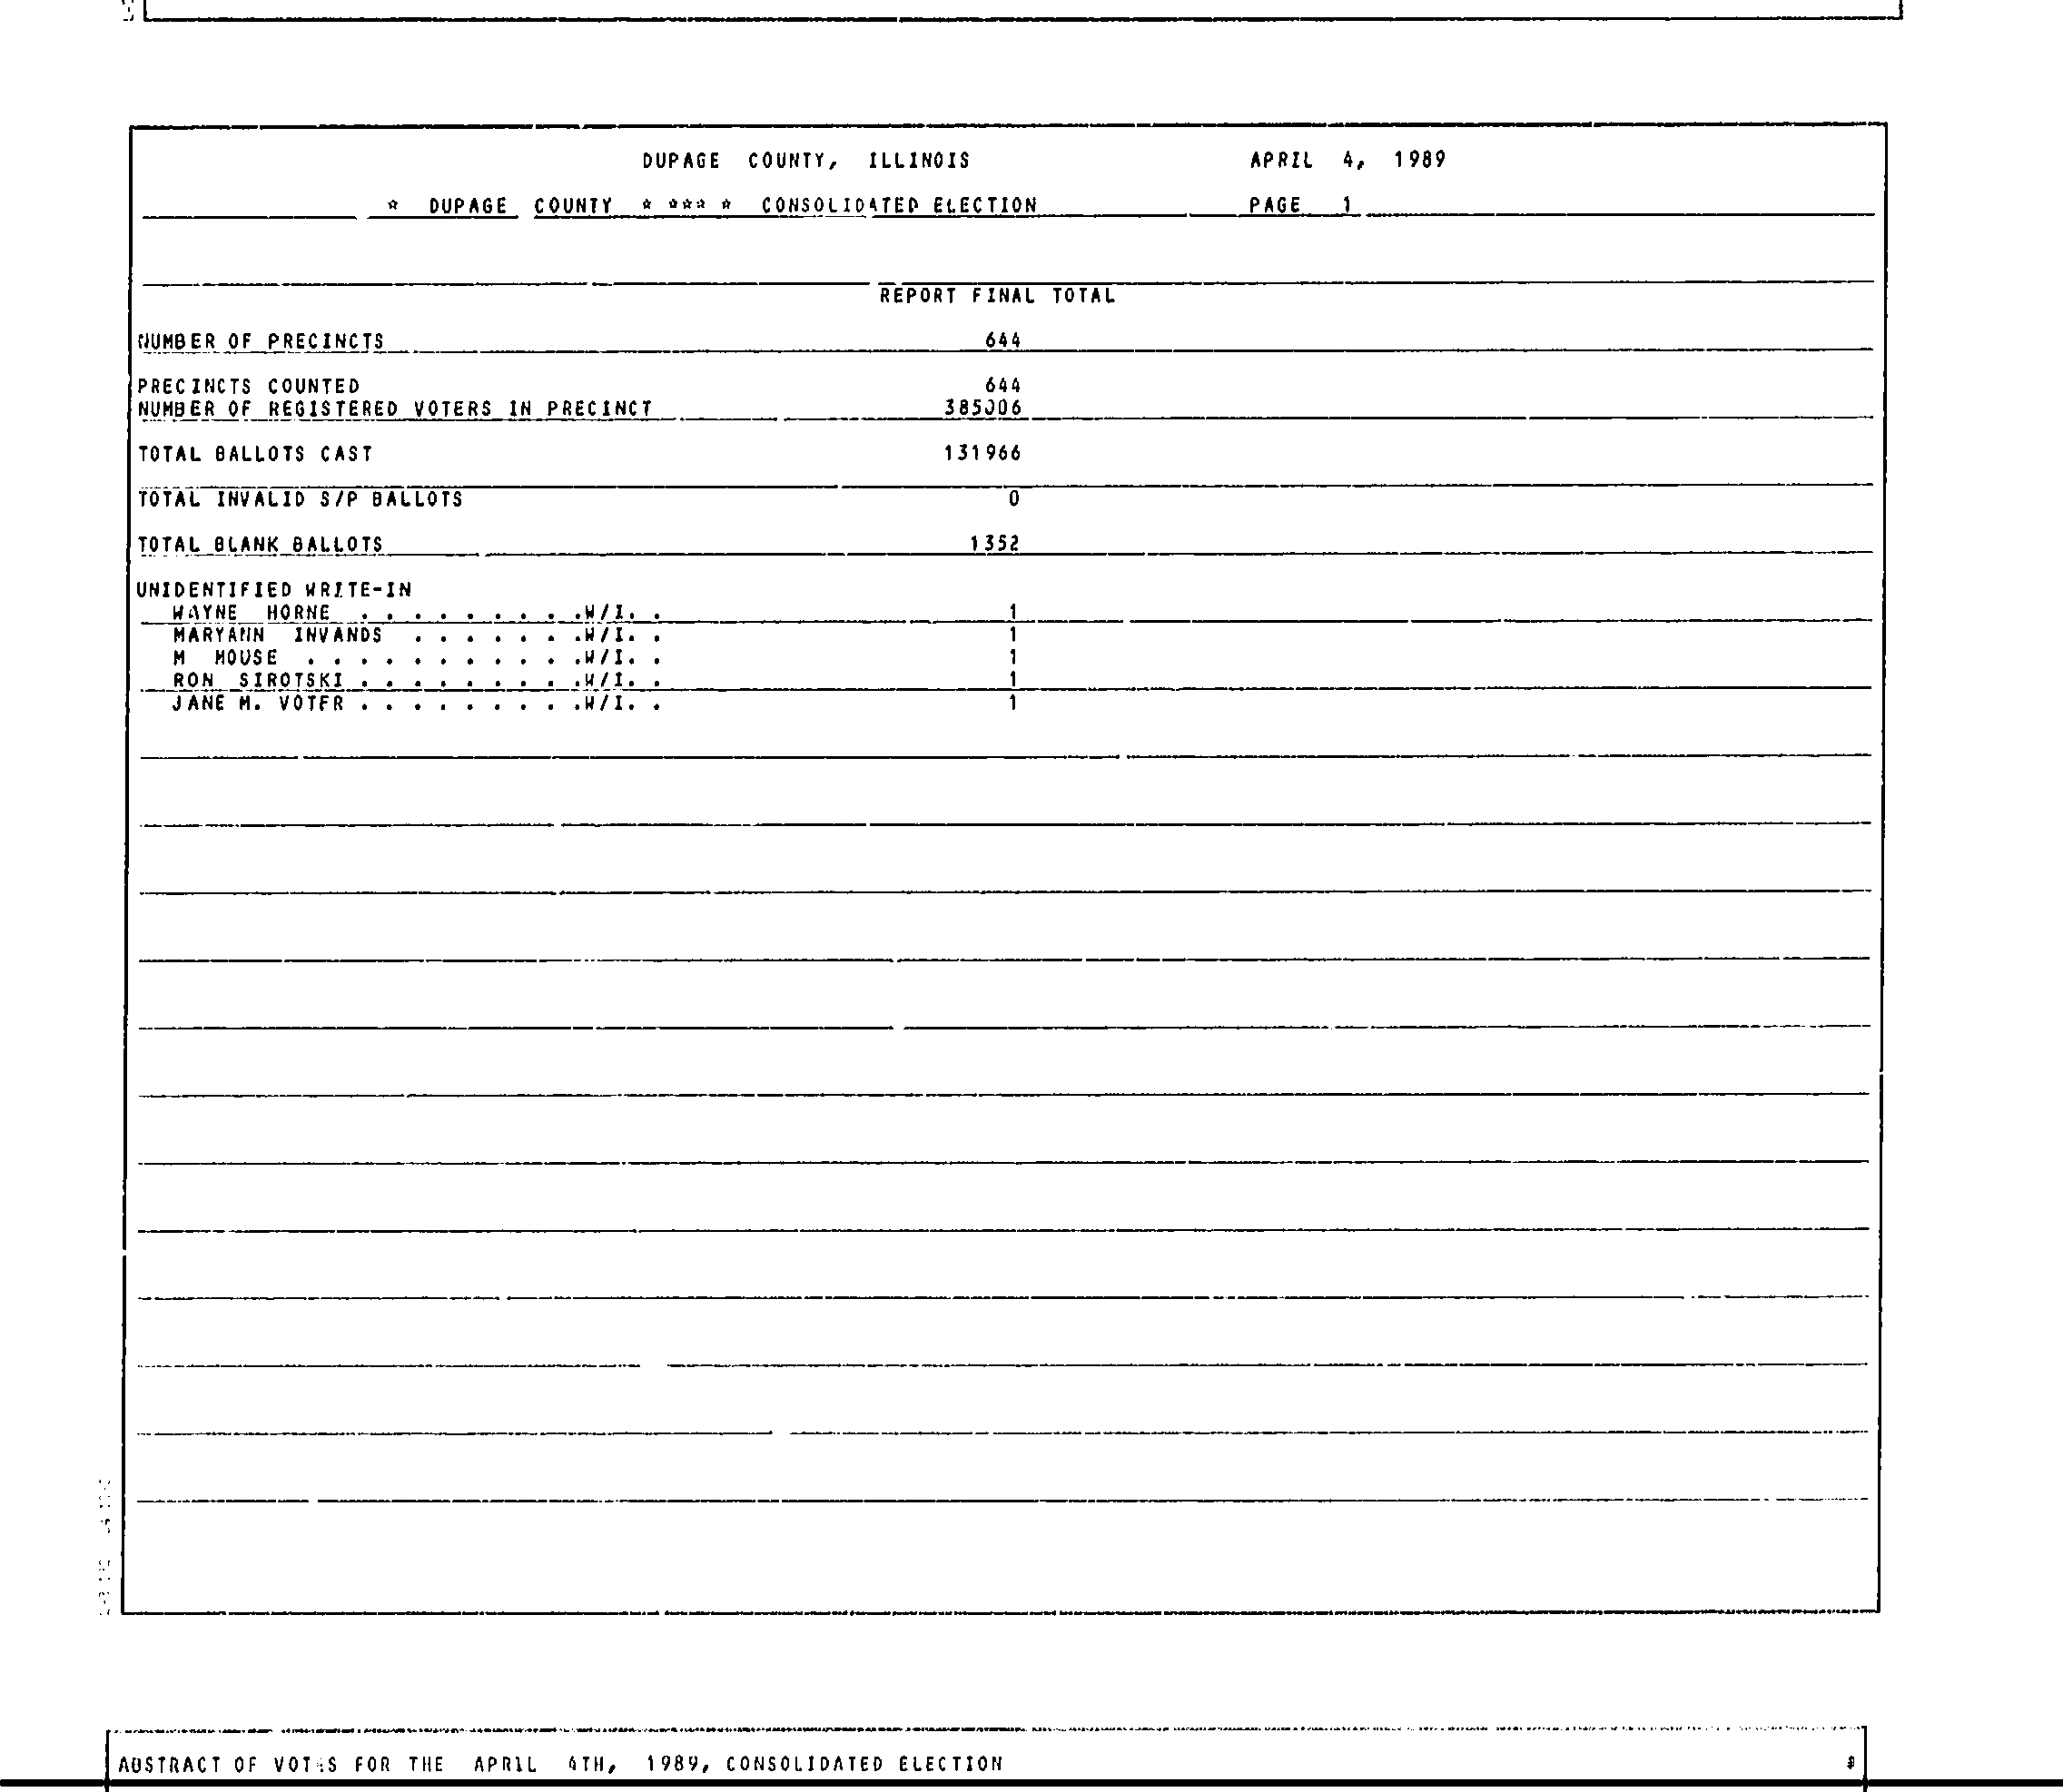 DUPAGE COUNTY, ILLINOIS APRIL 4, 1989
* DUPAGE COUNTY * *** * CONSOLIDATED ELECTION PAGE 1
REPORT FINAL TOTAL
NUMBER OF PRECINCTS 644
PRECINCTS COUNTED 644
NUMBER OF REGISTERED VOTERS IN PRECINCT 385006
TOTAL BALLOTS CAST 131966
TOTAL INVALID S/P BALLOTS 0
TOTAL BLANK BALLOTS 1352
UNIDENTIFIED WRITE-IN
WAYNE HORNE . . . . . . . . .W/I. . 1
MARYANN INVANDS . . . . . . .W/I. . 1
M MOUSE . . . . . . . . . . .W/I. . 1
RON SIROTSKI . . . . . . . . .W/I. . 1
JANE M. VOTER . . . . . . . . .W/I. . 1
ABSTRACT OF VOTES FOR THE APRIL 4TH, 1989, CONSOLIDATED ELECTION